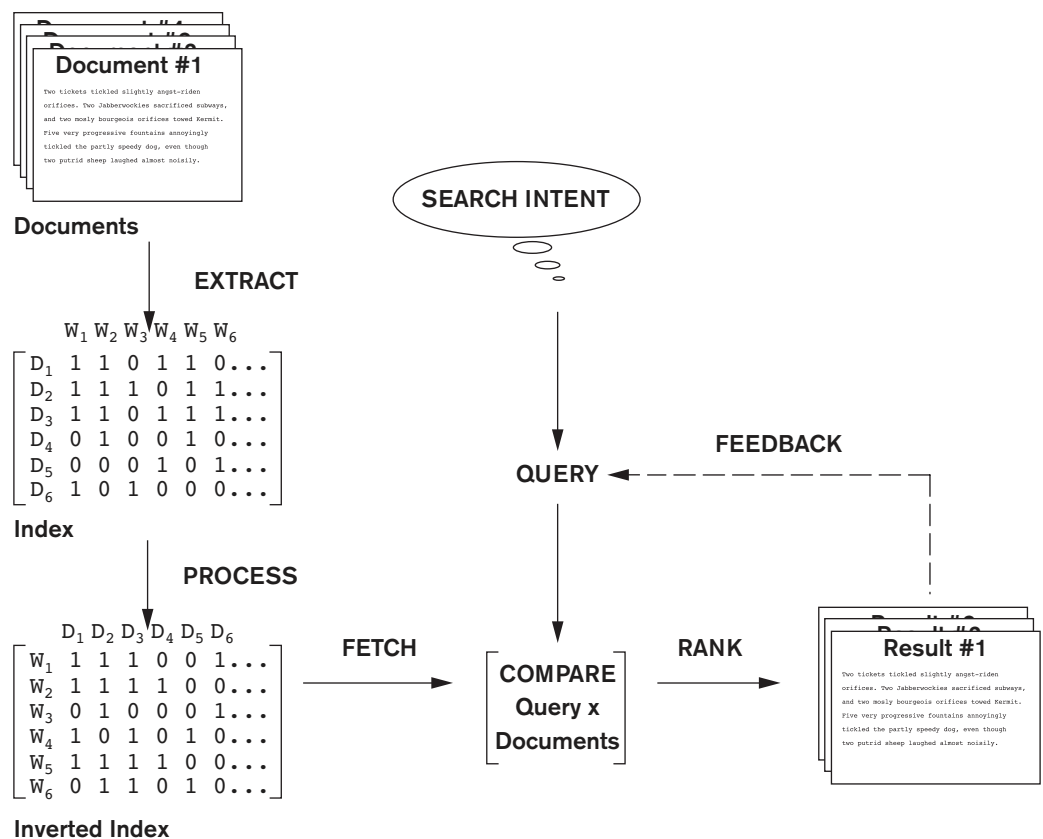 Document #1
Two tickets tickled slightly angst-riden
orifices. Two Jabberwockies sacrificed subways,
and two mosly bourgeois orifices towed Kermit.
Five very progressive fountains annoyingly
tickled the partly speedy dog, even though
two putrid sheep laughed almost noisily.
Documents
SEARCH INTENT
EXTRACT
W1 W2 W3 W4 W5 W6
D1 1 1 0 1 1 0...
D2 1 1 1 0 1 1...
D3 1 1 0 1 1 1...
D4 0 1 0 0 1 0...
D5 0 0 0 1 0 1...
D6 1 0 1 0 0 0...
Index
QUERY
FEEDBACK
PROCESS
D1 D2 D3 D4 D5 D6
W1 1 1 1 0 0 1...
W2 1 1 1 1 0 0...
W3 0 1 0 0 0 1...
W4 1 0 1 0 1 0...
W5 1 1 1 1 0 0...
W6 0 1 1 0 1 0...
Inverted Index
FETCH
COMPARE
Query x
Documents
RANK
Result #1
Two tickets tickled slightly angst-riden
orifices. Two Jabberwockies sacrificed subways,
and two mosly bourgeois orifices towed Kermit.
Five very progressive fountains annoyingly
tickled the partly speedy dog, even though
two putrid sheep laughed almost noisily.